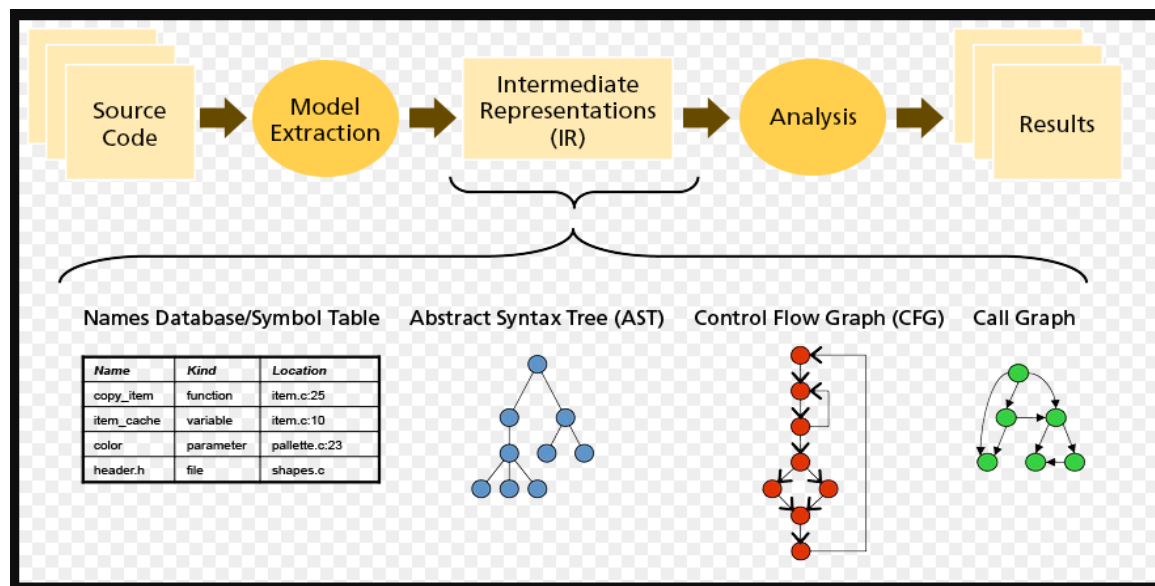 Source
Code
Model
Extraction
Intermediate
Representations
(IR)
Analysis
Results
Names Database/Symbol Table
Abstract Syntax Tree (AST)
Control Flow Graph (CFG)
Call Graph
Name Kind Location
copy_item function item.c:25
item_cache variable item.c:10
color parameter pallette.c:23
header.h file shapes.c